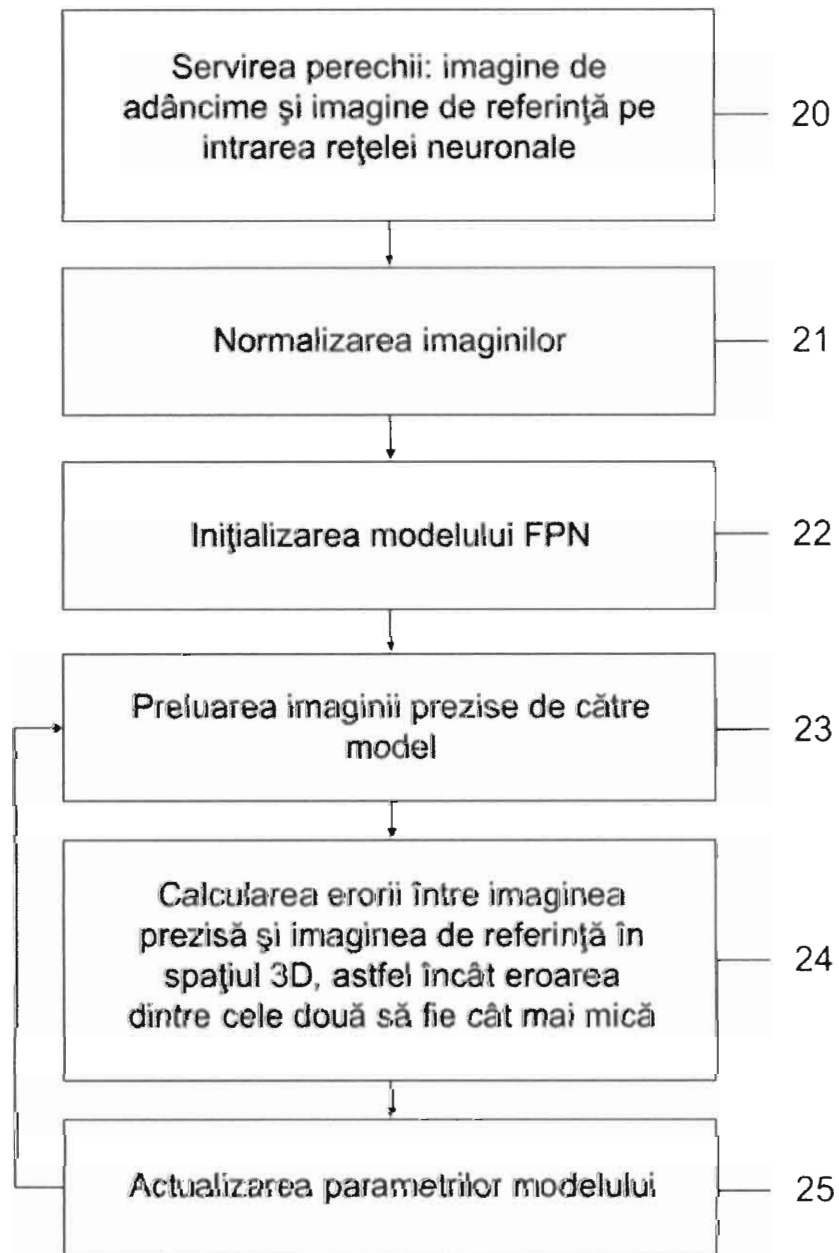 Servirea perechii: imagine de
adâncime şi imagine de referinţă pe
intrarea reţelei neuronale
20
Normalizarea imaginilor
21
Iniţializarea modelului FPN
22
Preluarea imaginii prezise de către
model
23
Calcularea erorii între imaginea
prezisă şi imaginea de referinţă în
spaţiul 3D, astfel încât eroarea
dintre cele două să fie cât mai mică
24
Actualizarea parametrilor modelului
25